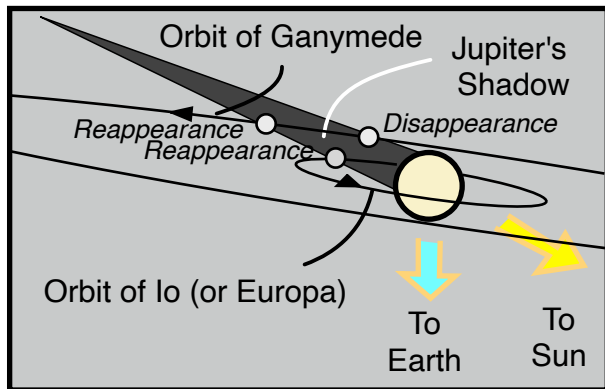 Orbit of Ganymede
Jupiter's
Shadow
Reappearance
Disappearance
Reappearance
Orbit of Io (or Europa)
To
Earth
To
Sun